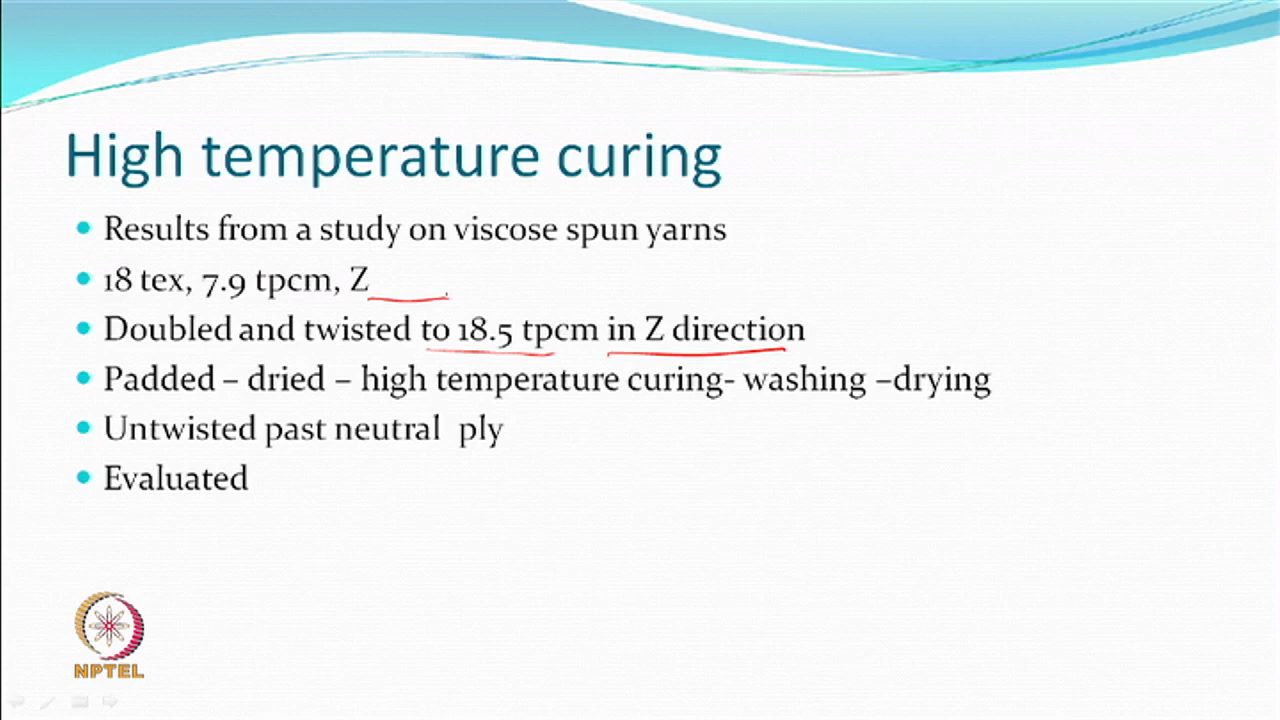 High temperature curing
• Results from a study on viscose spun yarns
• 18 tex, 7.9 tpcm, Z
• Doubled and twisted to 18.5 tpcm in Z direction
• Padded – dried – high temperature curing- washing –drying
• Untwisted past neutral ply
• Evaluated
NPTEL